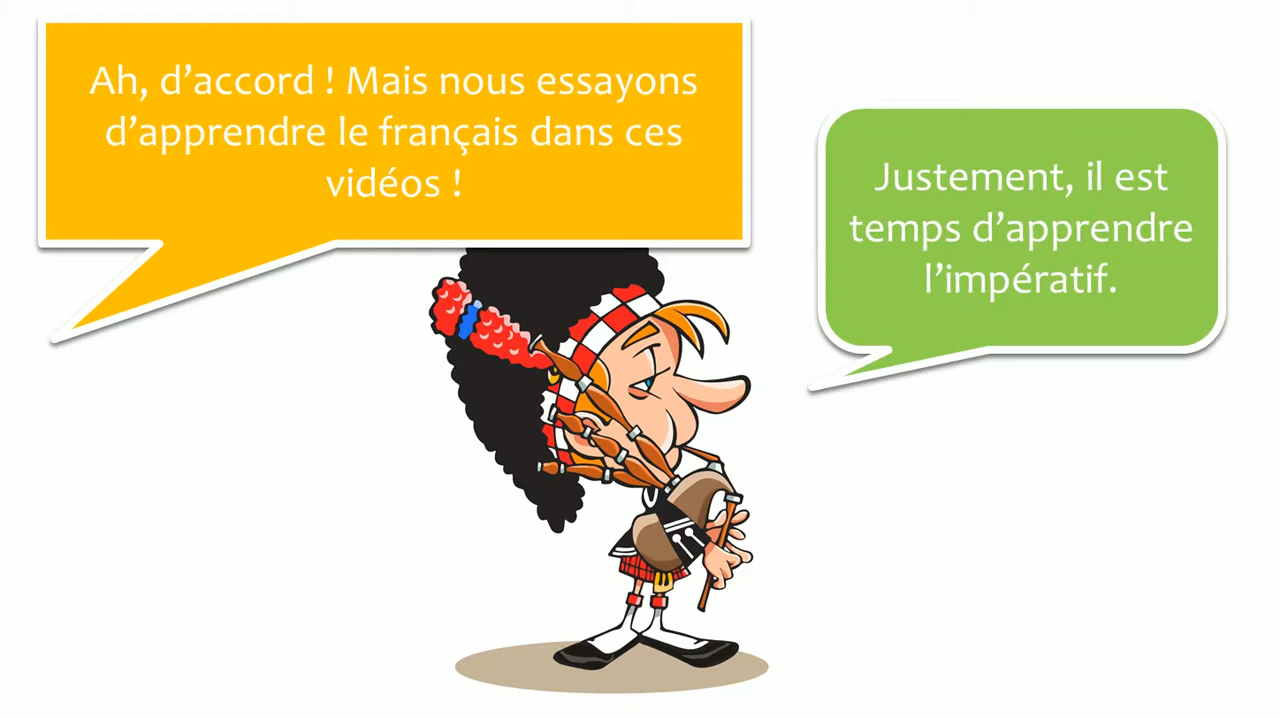 Ah, d’accord ! Mais nous essayons
d’apprendre le français dans ces
vidéos !
Justement, il est
temps d’apprendre
l’impératif.